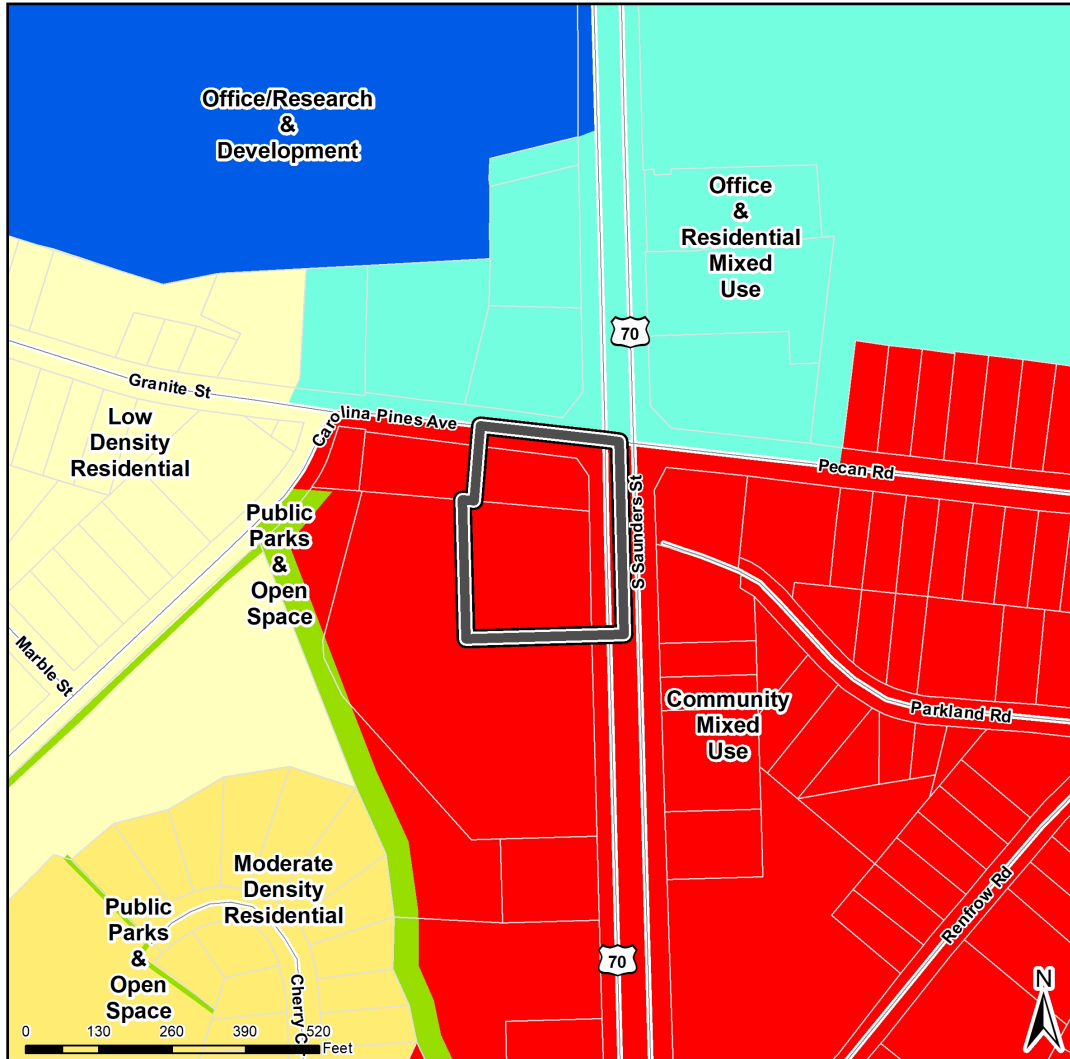 Office/Research
&
Development
Office
&
Residential
Mixed
Use
70
Granite St
Carolina Pines Ave
Low
Density
Residential
Pecan Rd
S Saunders St
Public
Parks
&
Open
Space
Marble St
Community
Mixed
Use
Parkland Rd
Moderate
Density
Residential
Renfrow Rd
Public
Parks
&
Open
Space
Cherry C
70
N
0 130 260 390 520
Feet